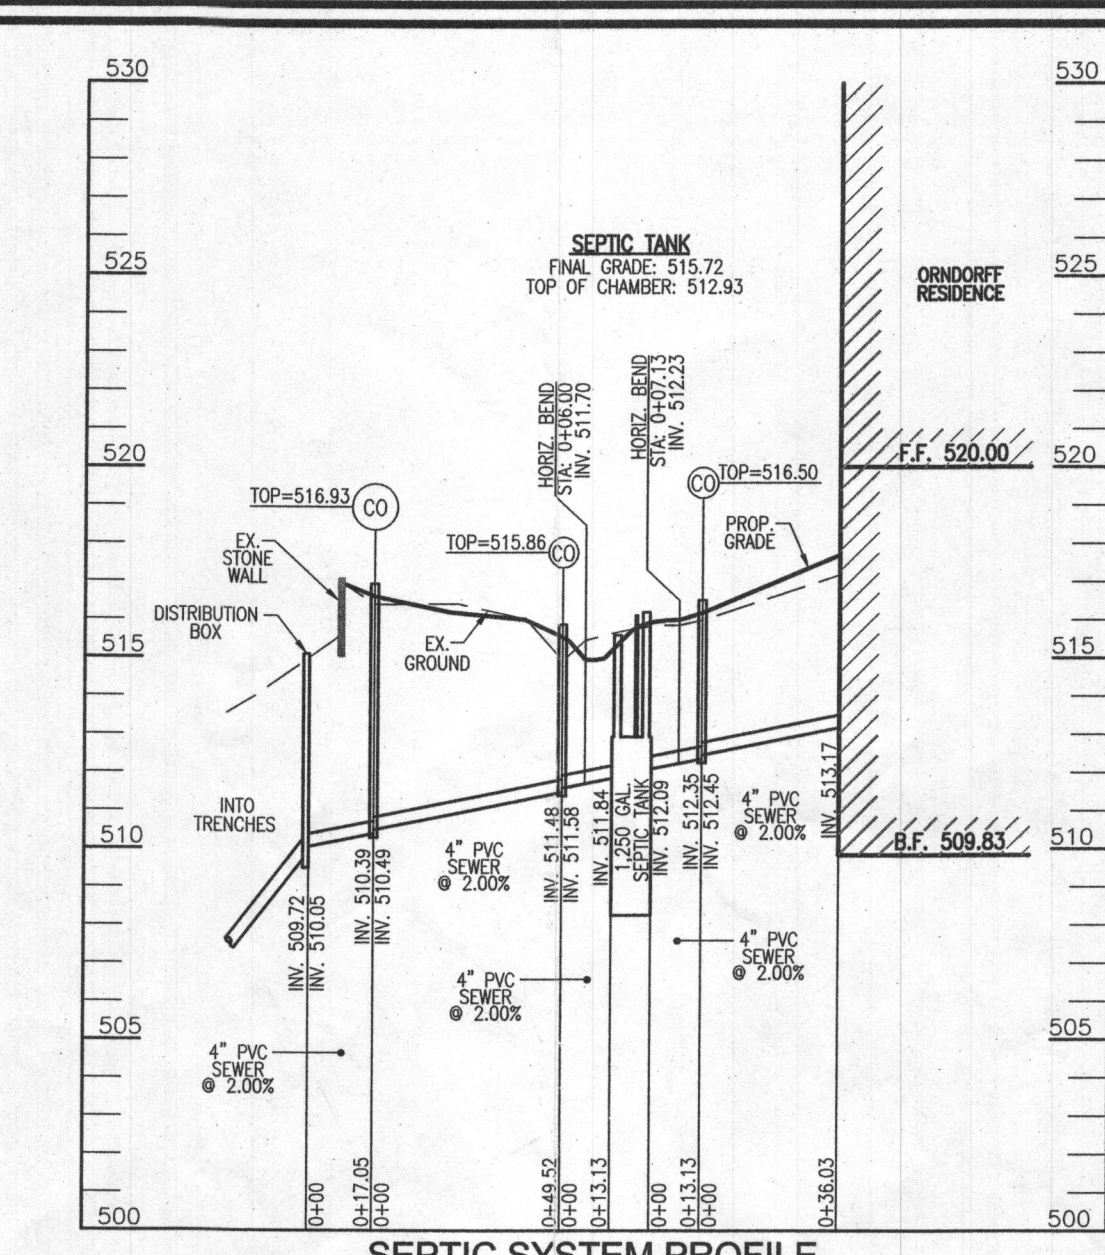 530
530
525
525
SEPTIC TANK
FINAL GRADE: 515.72
TOP OF CHAMBER: 512.93
ORNDORFF
RESIDENCE
HORIZ. BEND
STA: 0+06.00
INV. 511.70
HORIZ. BEND
STA: 0+07.13
INV. 512.23
520
F.F. 520.00
520
TOP=516.93
CO
TOP=516.50
CO
TOP=515.86
CO
PROP.
GRADE
EX.
STONE
WALL
DISTRIBUTION
BOX
EX.
GROUND
515
515
INTO
TRENCHES
510
510
B.F. 509.83
INV. 509.72
INV. 510.05
INV. 510.39
INV. 510.49
4" PVC
SEWER
@ 2.00%
INV. 511.48
INV. 511.58
INV. 511.84
1,250 GAL.
SEPTIC TANK
INV. 512.09
INV. 512.35
INV. 512.45
4" PVC
SEWER
@ 2.00%
INV. 513.17
4" PVC
SEWER
@ 2.00%
4" PVC
SEWER
@ 2.00%
505
505
4" PVC
SEWER
@ 2.00%
0+00
0+17.05
0+00
0+49.52
0+00
0+13.13
0+00
0+13.13
0+00
0+36.03
500
500
SEPTIC SYSTEM PROFILE